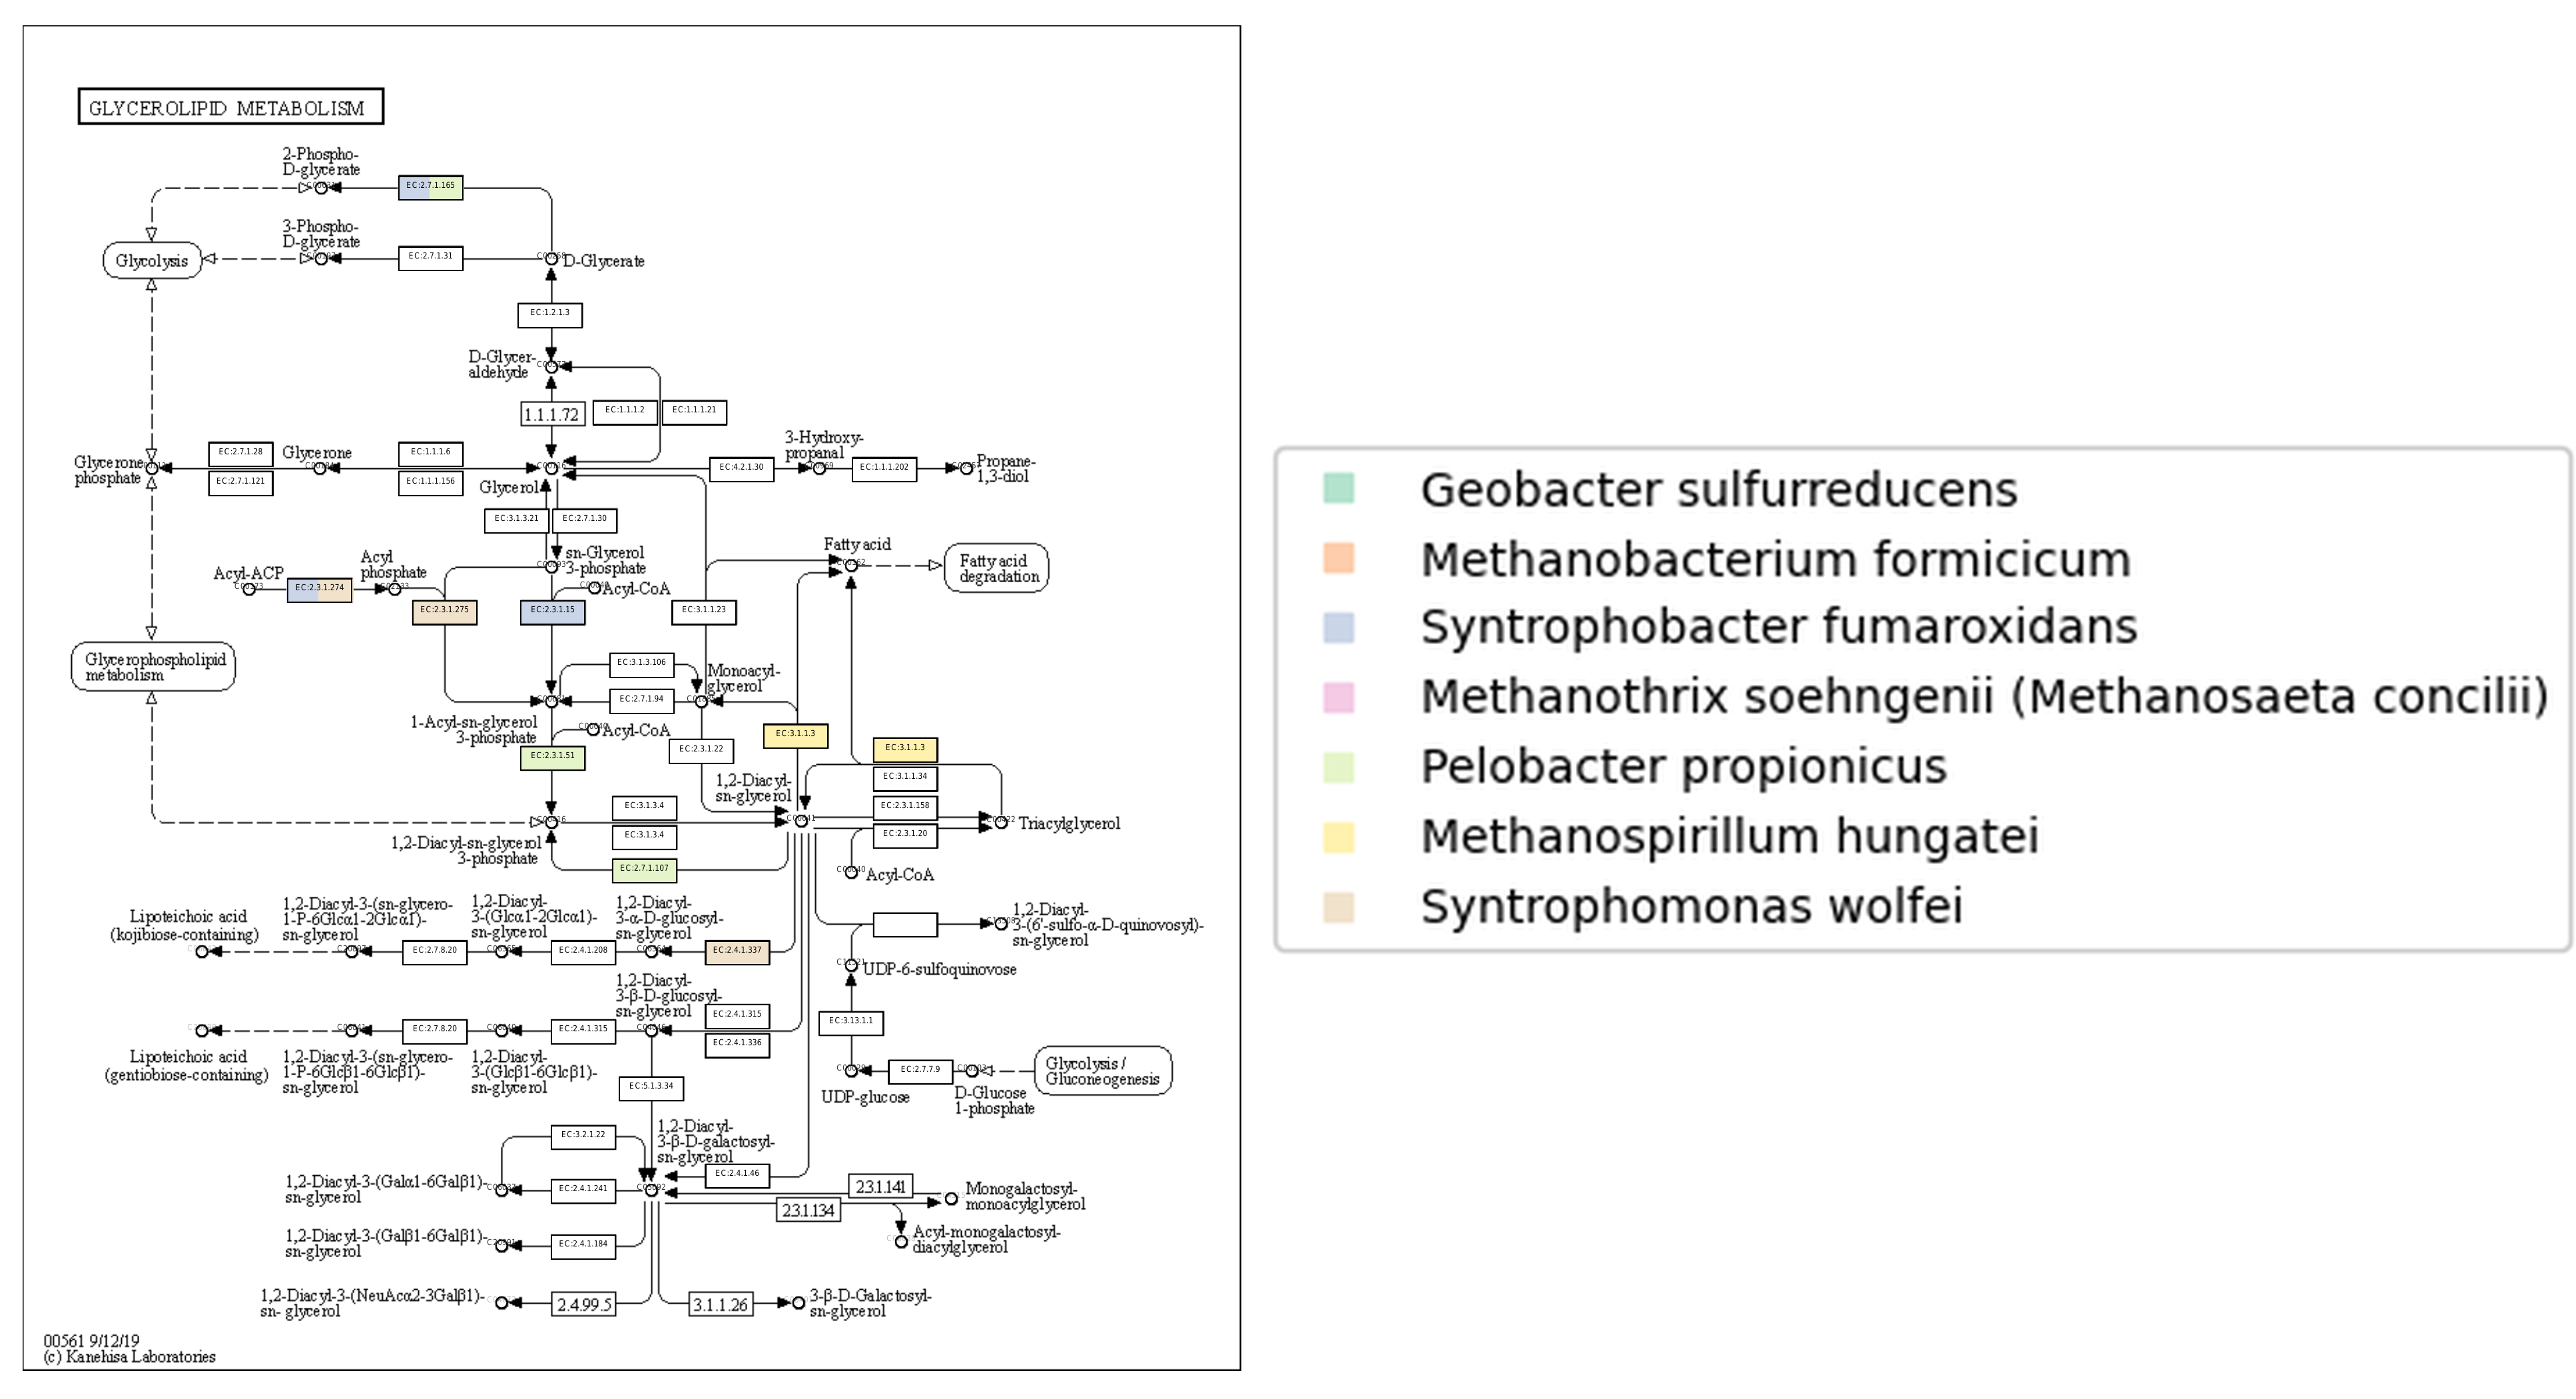 GLYCEROLIPID METABOLISM
2-Phospho-
D-glycerate
EC:2.7.1.165
3-Phospho-
D-glycerate
Glycolysis
EC:2.7.1.31
D-Glycerate
EC:1.2.1.3
D-Glycer-
aldehyde
1.1.1.72
EC:1.1.1.2
EC:1.1.1.21
Glycerone
phosphate
EC:2.7.1.28
EC:2.7.1.121
Glycerone
EC:1.1.1.6
EC:1.1.1.156
Glycerol
EC:4.2.1.30
3-Hydroxy-
propanal
EC:1.1.1.202
Propane-
1,3-diol
EC:3.1.3.21
EC:2.7.1.30
sn-Glycerol
3-phosphate
Acyl-CoA
Fatty acid
Fatty acid
degradation
Acyl-ACP
EC:2.3.1.274
Acyl
phosphate
EC:2.3.1.275
EC:2.3.1.15
EC:3.1.1.23
Glycerophospholipid
metabolism
EC:3.1.3.106
EC:2.7.1.94
Monoacyl-
glycerol
1-Acyl-sn-glycerol
3-phosphate
Acyl-CoA
EC:2.3.1.51
EC:2.3.1.22
EC:3.1.1.3
EC:3.1.1.3
EC:3.1.1.34
1,2-Diacyl-
sn-glycerol
EC:2.3.1.158
EC:2.3.1.20
Triacylglycerol
Acyl-CoA
EC:3.1.3.4
EC:3.1.3.4
1,2-Diacyl-sn-glycerol
3-phosphate
EC:2.7.1.107
Lipoteichoic acid
(kojibiose-containing)
1,2-Diacyl-3-(sn-glycero-
1-P-6Glcα1-2Glcα1)-
sn-glycerol
EC:2.7.8.20
1,2-Diacyl-
3-(Glcα1-2Glcα1)-
sn-glycerol
EC:2.4.1.208
1,2-Diacyl-
3-α-D-glucosyl-
sn-glycerol
EC:2.4.1.337
1,2-Diacyl-
3-(6'-sulfo-α-D-quinovosyl)-
sn-glycerol
UDP-6-sulfoquinovose
EC:3.13.1.1
Lipoteichoic acid
(gentiobiose-containing)
EC:2.7.8.20
1,2-Diacyl-3-(sn-glycero-
1-P-6Glcβ1-6Glcβ1)-
sn-glycerol
EC:2.4.1.315
1,2-Diacyl-
3-(Glcβ1-6Glcβ1)-
sn-glycerol
1,2-Diacyl-
3-β-D-glucosyl-
sn-glycerol
EC:2.4.1.315
EC:2.4.1.336
EC:5.1.3.34
UDP-glucose
EC:2.7.7.9
D-Glucose
1-phosphate
Glycolysis /
Gluconeogenesis
EC:3.2.1.22
1,2-Diacyl-
3-β-D-galactosyl-
sn-glycerol
EC:2.4.1.46
1,2-Diacyl-3-(Galα1-6Galβ1)-
sn-glycerol
EC:2.4.1.241
2.3.1.141
2.3.1.134
Monogalactosyl-
monoacylglycerol
Acyl-monogalactosyl-
diacylglycerol
1,2-Diacyl-3-(Galβ1-6Galβ1)-
sn-glycerol
EC:2.4.1.184
1,2-Diacyl-3-(NeuAcα2-3Galβ1)-
sn- glycerol
2.4.99.5
3.1.1.26
3-β-D-Galactosyl-
sn-glycerol
00561 9/12/19
(c) Kanehisa Laboratories
Geobacter sulfurreducens
Methanobacterium formicicum
Syntrophobacter fumaroxidans
Methanothrix soehngenii (Methanosaeta concilii)
Pelobacter propionicus
Methanospirillum hungatei
Syntrophomonas wolfei